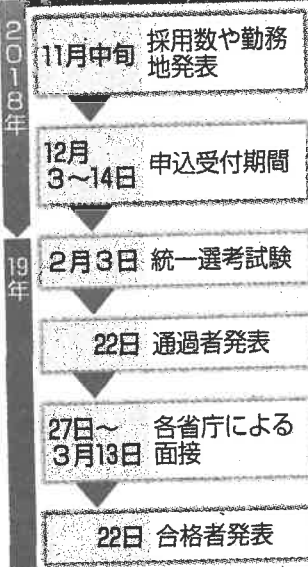 2018年
11月中旬 採用数や勤務
地発表
12月
3〜14日 申込受付期間
19年
2月3日 統一選考試験
22日 通過者発表
27日〜 各省庁による
3月13日 面接
22日 合格者発表